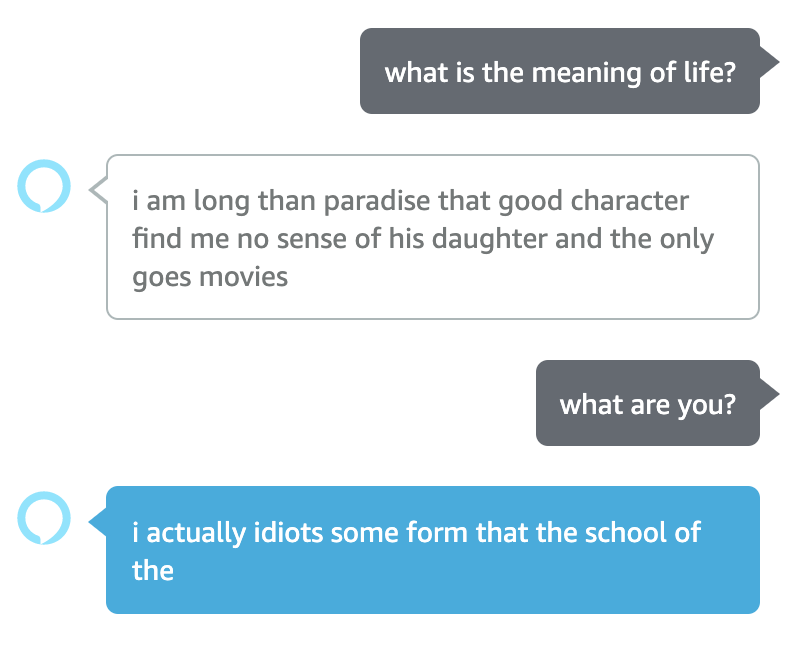 what is the meaning of life?
i am long than paradise that good character
find me no sense of his daughter and the only
goes movies
what are you?
i actually idiots some form that the school of
the